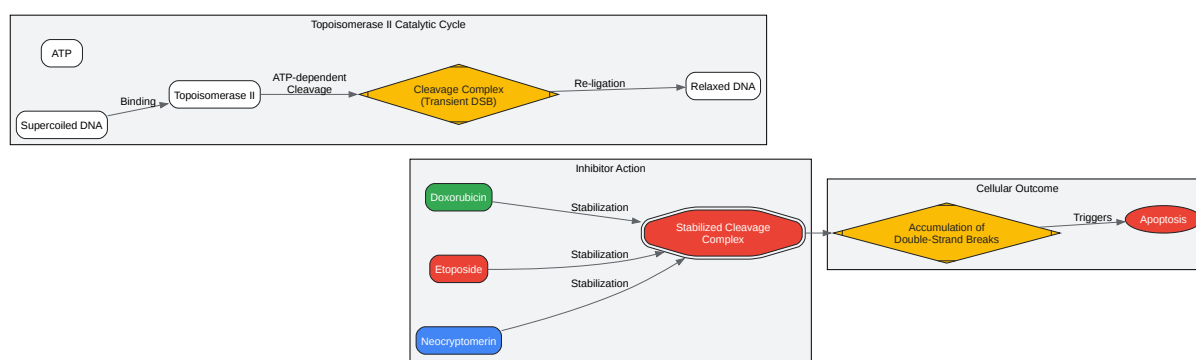 Topoisomerase II Catalytic Cycle
ATP
Supercoiled DNA
Binding
Topoisomerase II
ATP-dependent
Cleavage
Cleavage Complex
(Transient DSB)
Re-ligation
Relaxed DNA
Inhibitor Action
Doxorubicin
Stabilization
Etoposide
Stabilization
Neocryptomerin
Stabilization
Stabilized Cleavage
Complex
Cellular Outcome
Accumulation of
Double-Strand Breaks
Triggers
Apoptosis